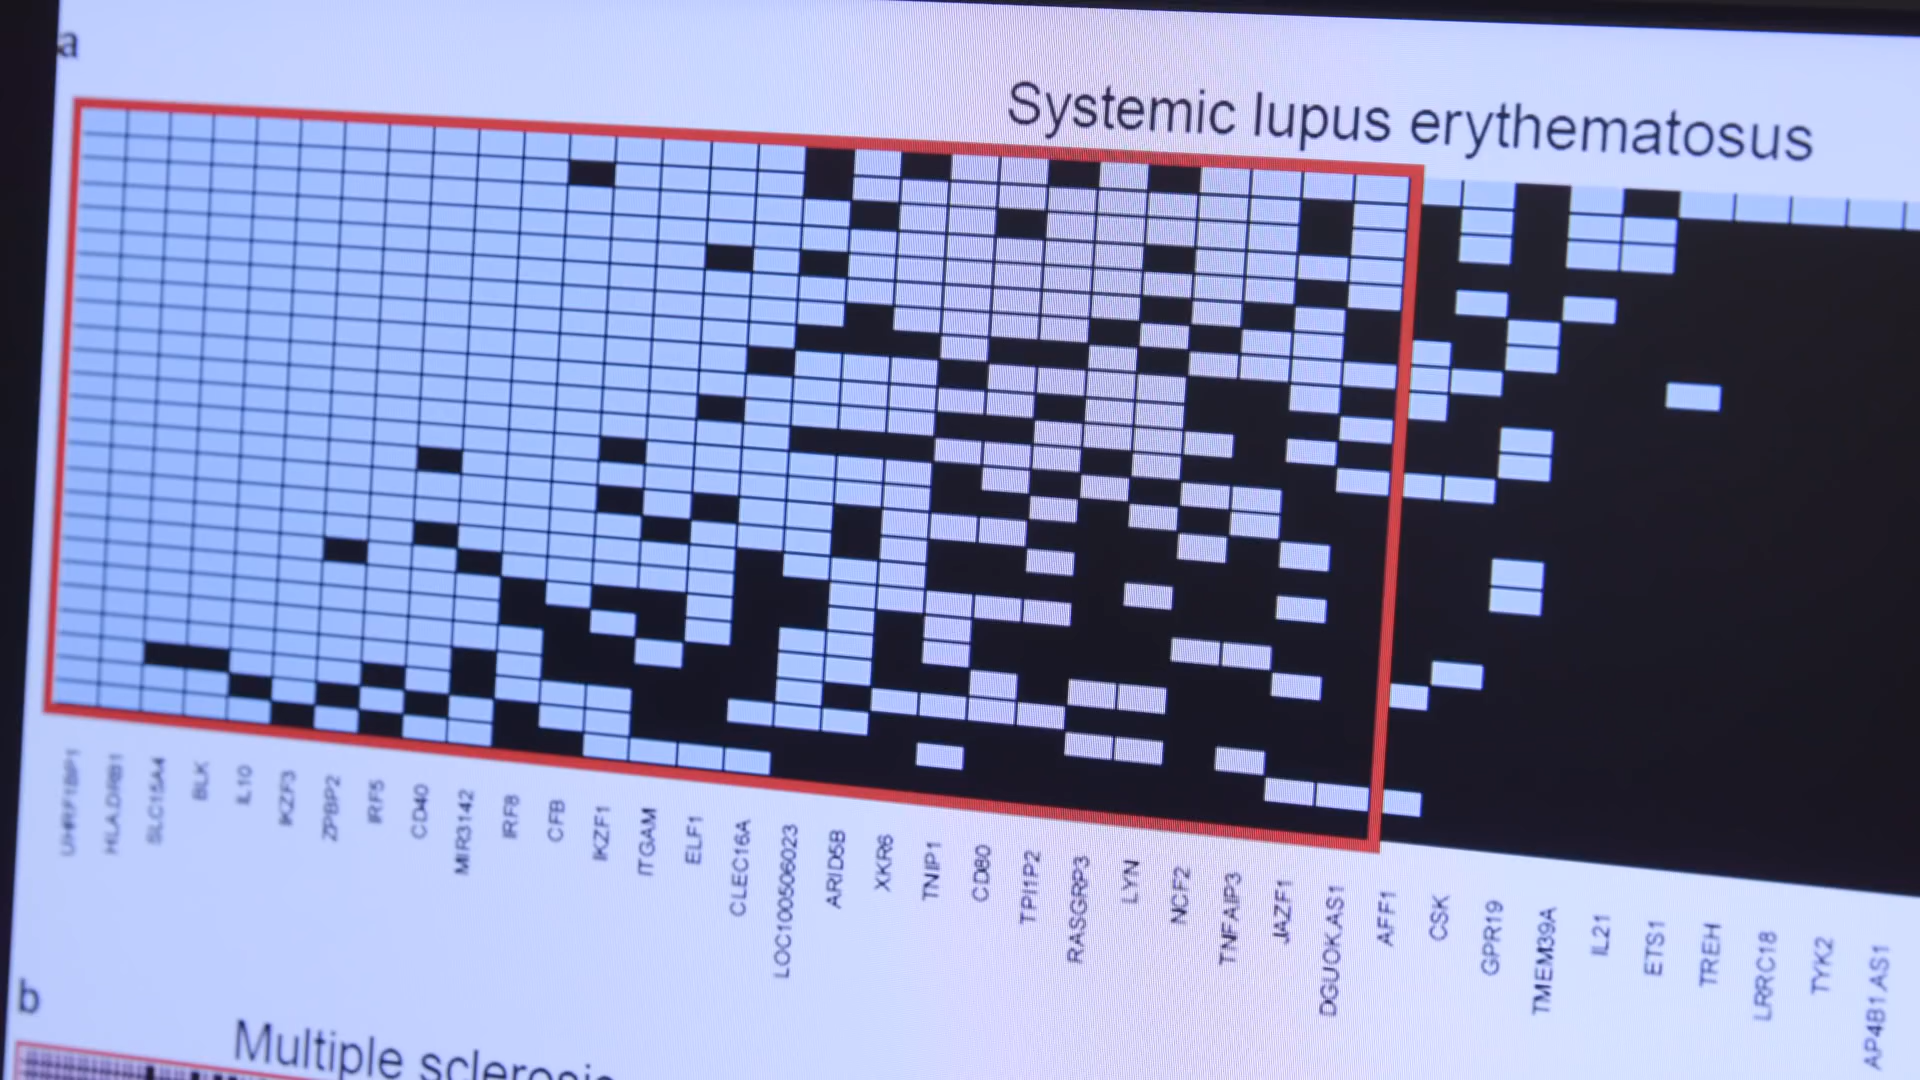 a
Systemic lupus erythematosus
UHRF1BP1
HLA.DRB1
SLC15A4
BLK
IL10
IKZF3
ZPBP2
IRF5
CD40
MIR3142
IRF8
CFB
IKZF1
ITGAM
ELF1
CLEC16A
LOC100506023
ARID5B
XKR6
TNIP1
CD80
TPI1P2
RASGRP3
LYN
NCF2
TNFAIP3
JAZF1
DGUOK.AS1
AFF1
CSK
GPR19
TMEM39A
IL21
ETS1
TREH
LRRC18
TYK2
AP4B1.AS1
b
Multiple sclerosis